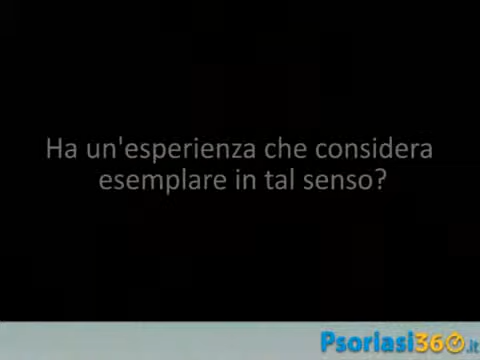 Ha un'esperienza che considera
esemplare in tal senso?
Psoriasi360.it